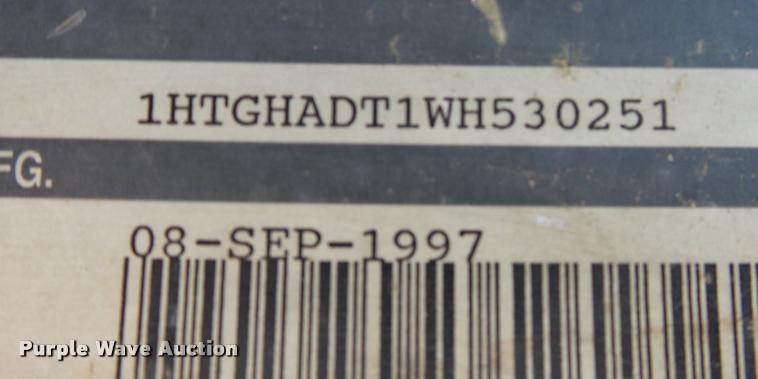 1HTGHADT1WH530251
FG.
08-SEP-1997
Purple Wave Auction